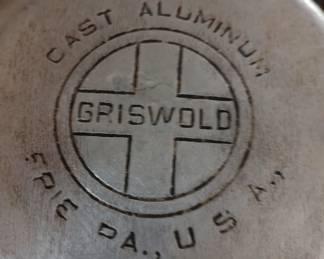 CAST ALUMINUM
GRISWOLD
ERIE PA., U S A.,